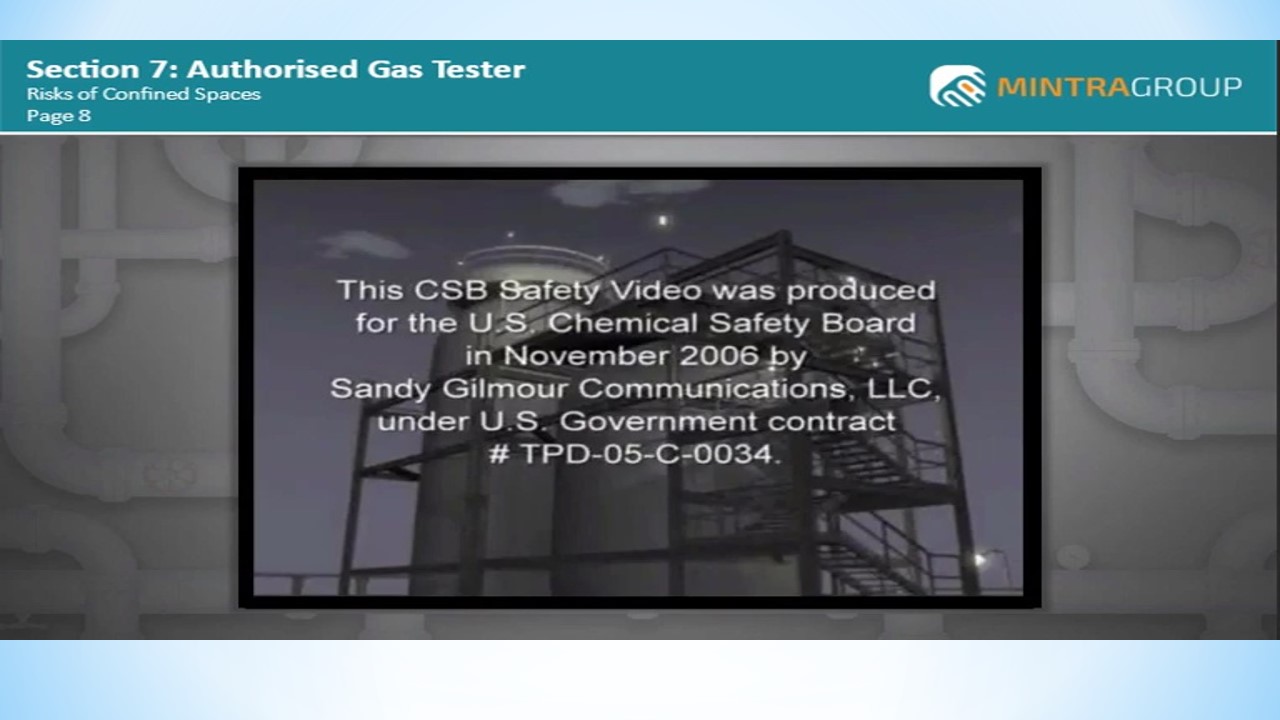 Section 7: Authorised Gas Tester
Risks of Confined Spaces
Page 8
MINTRAGROUP
This CSB Safety Video was produced
for the U.S. Chemical Safety Board
in November 2006 by
Sandy Gilmour Communications, LLC,
under U.S. Government contract
# TPD-05-C-0034.